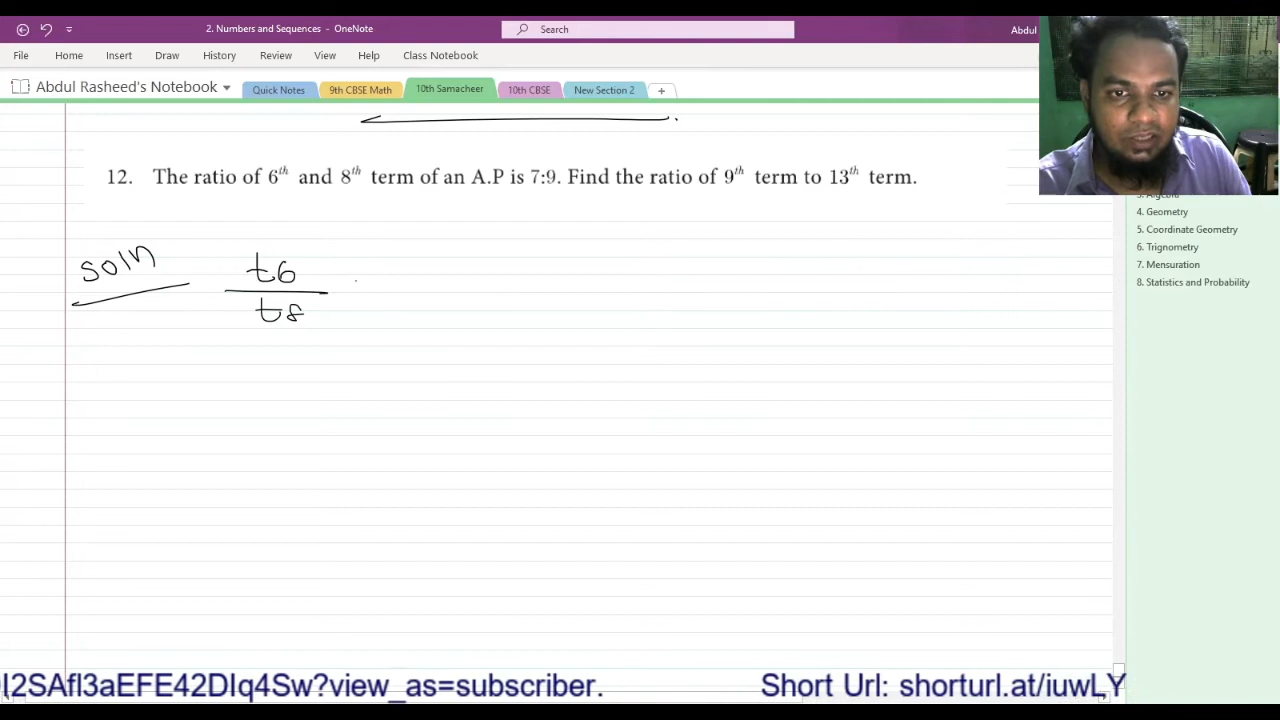 2. Numbers and Sequences - OneNote
Search
Abdul
File Home Insert Draw History Review View Help Class Notebook
Abdul Rasheed's Notebook
Quick Notes 9th CBSE Math 10th Samacheer 10th CBSE New Section 2 +
12. The ratio of 6th and 8th term of an A.P is 7:9. Find the ratio of 9th term to 13th term.
3. Algebra
4. Geometry
5. Coordinate Geometry
6. Trignometry
7. Mensuration
8. Statistics and Probability
soln
t6
t8
I2SAfl3aEFE42DIq4Sw?view_as=subscriber.
Short Url: shorturl.at/iuwLY